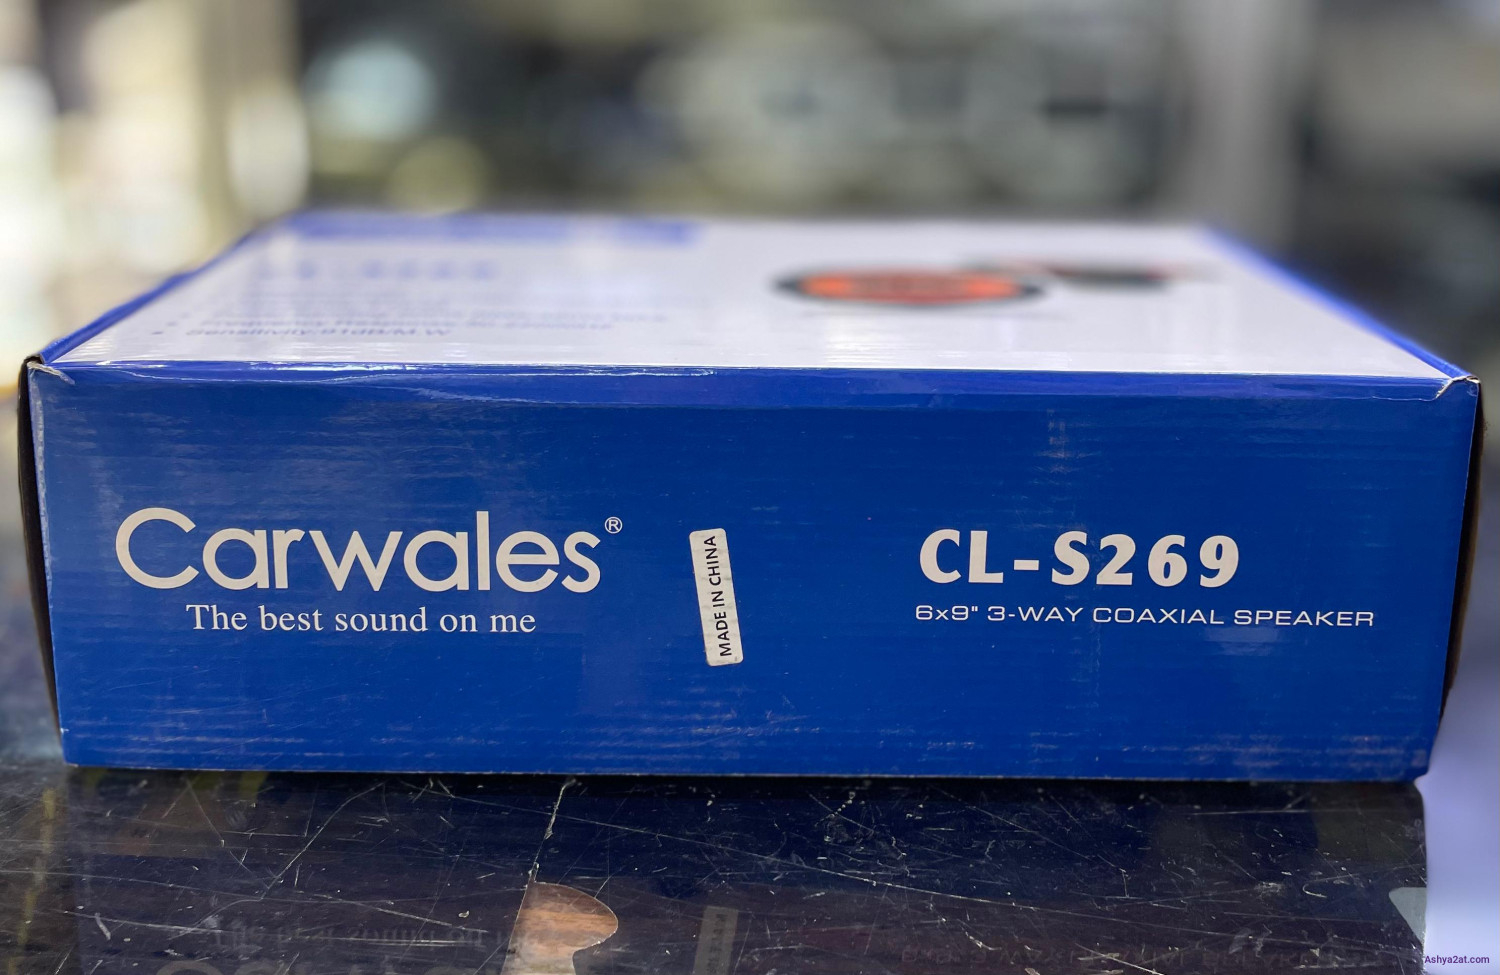 Carwales®
The best sound on me
MADE IN CHINA
CL-S269
6x9" 3-WAY COAXIAL SPEAKER
Ashya2at.com